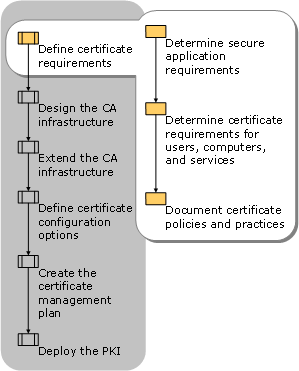 Define certificate
requirements
Design the CA
infrastructure
Extend the CA
infrastructure
Define certificate
configuration
options
Create the
certificate
management
plan
Deploy the PKI
Determine secure
application
requirements
Determine certificate
requirements for
users, computers,
and services
Document certificate
policies and practices